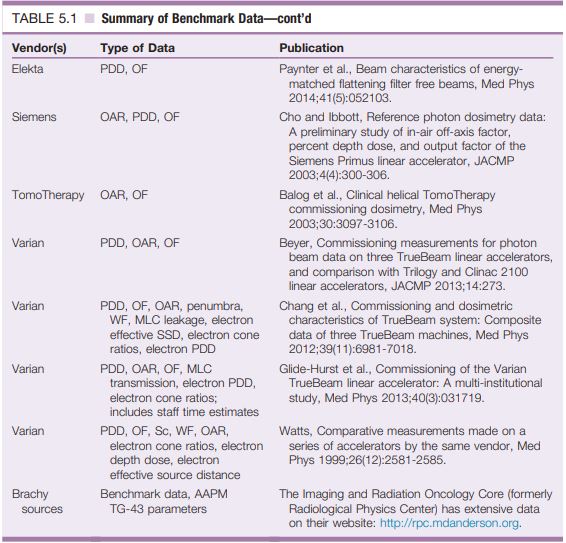 TABLE 5.1 ■ Summary of Benchmark Data—cont'd
Vendor(s) Type of Data Publication
Elekta PDD, OF Paynter et al., Beam characteristics of energy-
matched flattening filter free beams, Med Phys
2014;41(5):052103.
Siemens OAR, PDD, OF Cho and Ibbott, Reference photon dosimetry data:
A preliminary study of in-air off-axis factor,
percent depth dose, and output factor of the
Siemens Primus linear accelerator, JACMP
2003;4(4):300-306.
TomoTherapy OAR, OF Balog et al., Clinical helical TomoTherapy
commissioning dosimetry, Med Phys
2003;30:3097-3106.
Varian PDD, OAR, OF Beyer, Commissioning measurements for photon
beam data on three TrueBeam linear accelerators,
and comparison with Trilogy and Clinac 2100
linear accelerators, JACMP 2013;14:273.
Varian PDD, OF, OAR, penumbra, Chang et al., Commissioning and dosimetric
WF, MLC leakage, electron characteristics of TrueBeam system: Composite
effective SSD, electron cone data of three TrueBeam machines, Med Phys
ratios, electron PDD 2012;39(11):6981-7018.
Varian PDD, OAR, OF, MLC Glide-Hurst et al., Commissioning of the Varian
transmission, electron PDD, TrueBeam linear accelerator: A multi-institutional
electron cone ratios; study, Med Phys 2013;40(3):031719.
includes staff time estimates
Varian PDD, OF, Sc, WF, OAR, Watts, Comparative measurements made on a
electron cone ratios, electron series of accelerators by the same vendor, Med
depth dose, electron Phys 1999;26(12):2581-2585.
effective source distance
Brachy Benchmark data, AAPM The Imaging and Radiation Oncology Core (formerly
sources TG-43 parameters Radiological Physics Center) has extensive data
on their website: http://rpc.mdanderson.org.